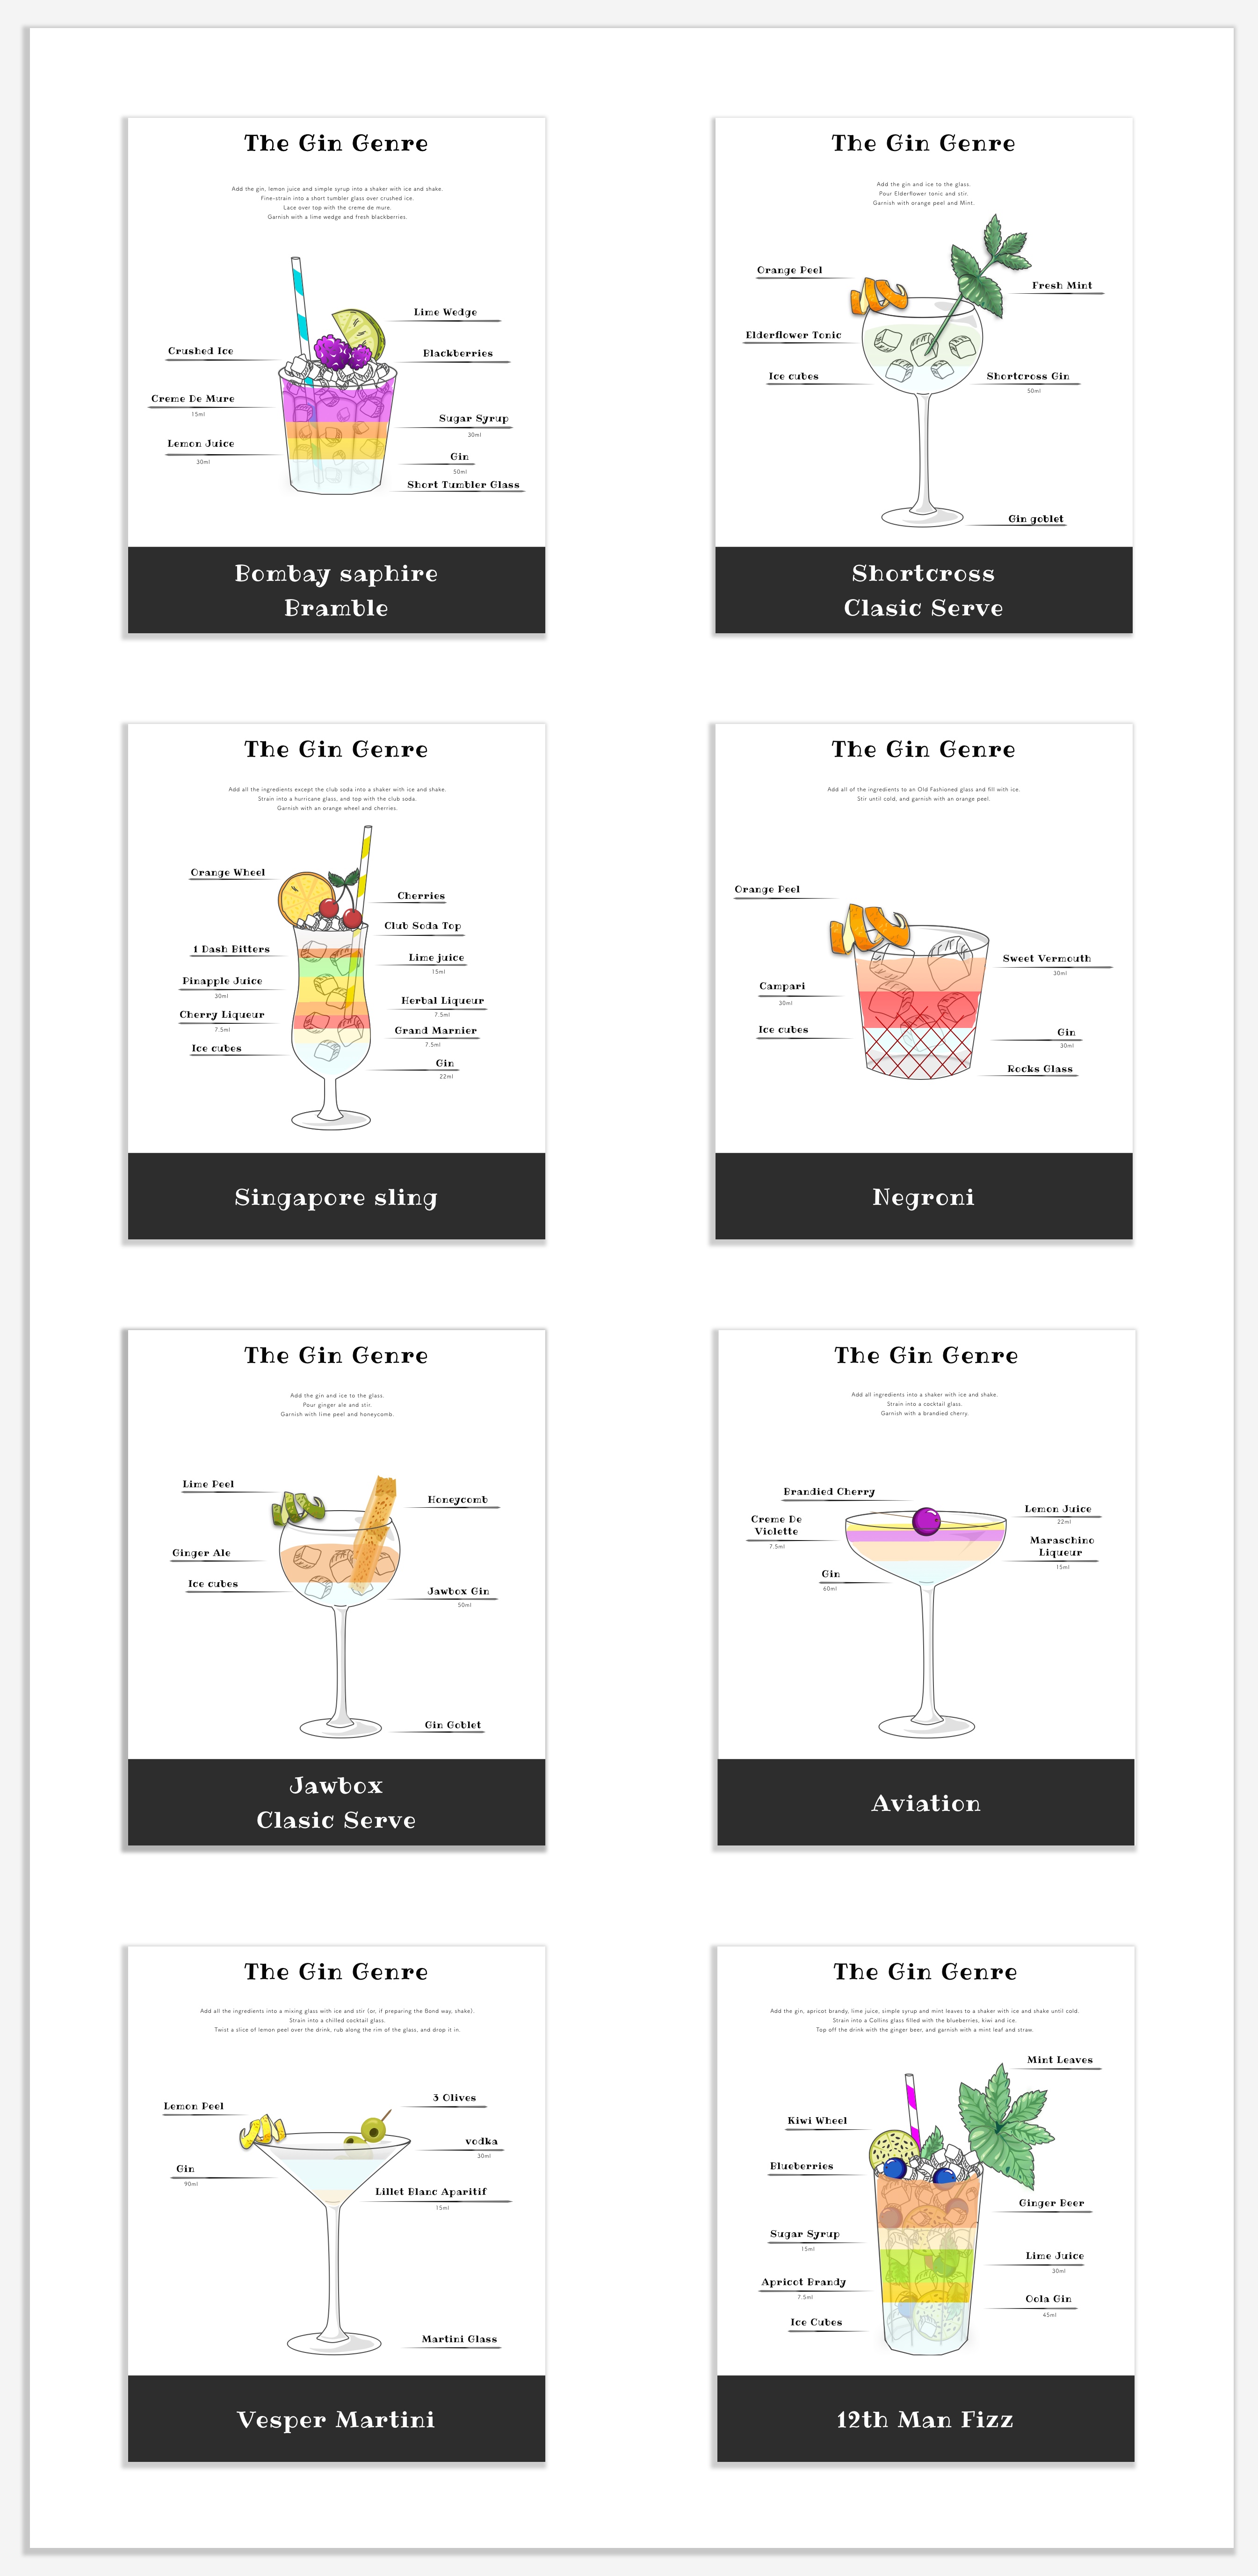 The Gin Genre
Add the gin, lemon juice and simple syrup into a shaker with ice and shake.
Fine-strain into a short tumbler glass over crushed ice.
Lace over top with the creme de mure.
Garnish with a lime wedge and fresh blackberries.
Lime Wedge
Crushed Ice
Blackberries
Creme De Mure
15ml
Sugar Syrup
30ml
Lemon Juice
30ml
Gin
50ml
Short Tumbler Glass
Bombay saphire
Bramble
The Gin Genre
Add the gin and ice to the glass.
Pour Elderflower tonic and stir.
Garnish with orange peel and Mint.
Orange Peel
Fresh Mint
Elderflower Tonic
Ice cubes
Shortcross Gin
50ml
Gin goblet
Shortcross
Clasic Serve
The Gin Genre
Add all the ingredients except the club soda into a shaker with ice and shake.
Strain into a hurricane glass, and top with the club soda.
Garnish with an orange wheel and cherries.
Orange Wheel
Cherries
Club Soda Top
1 Dash Bitters
Lime juice
15ml
Pinapple Juice
30ml
Herbal Liqueur
7.5ml
Cherry Liqueur
7.5ml
Grand Marnier
7.5ml
Ice cubes
Gin
22ml
Singapore sling
The Gin Genre
Add all of the ingredients to an Old Fashioned glass and fill with ice.
Stir until cold, and garnish with an orange peel.
Orange Peel
Sweet Vermouth
30ml
Campari
30ml
Ice cubes
Gin
30ml
Rocks Glass
Negroni
The Gin Genre
Add the gin and ice to the glass.
Pour ginger ale and stir.
Garnish with lime peel and honeycomb.
Lime Peel
Honeycomb
Ginger Ale
Ice cubes
Jawbox Gin
50ml
Gin Goblet
Jawbox
Clasic Serve
The Gin Genre
Add all ingredients into a shaker with ice and shake.
Strain into a cocktail glass.
Garnish with a brandied cherry.
Brandied Cherry
Lemon Juice
22ml
Creme De
Violette
7.5ml
Maraschino
Liqueur
15ml
Gin
60ml
Aviation
The Gin Genre
Add all the ingredients into a mixing glass with ice and stir (or, if preparing the Bond way, shake).
Strain into a chilled cocktail glass.
Twist a slice of lemon peel over the drink, rub along the rim of the glass, and drop it in.
3 Olives
Lemon Peel
vodka
30ml
Gin
90ml
Lillet Blanc Aparitif
15ml
Martini Glass
Vesper Martini
The Gin Genre
Add the gin, apricot brandy, lime juice, simple syrup and mint leaves to a shaker with ice and shake until cold.
Strain into a Collins glass filled with the blueberries, kiwi and ice.
Top off the drink with the ginger beer, and garnish with a mint leaf and straw.
Mint Leaves
Kiwi Wheel
Blueberries
Ginger Beer
Sugar Syrup
15ml
Lime Juice
30ml
Apricot Brandy
7.5ml
Oola Gin
45ml
Ice Cubes
12th Man Fizz